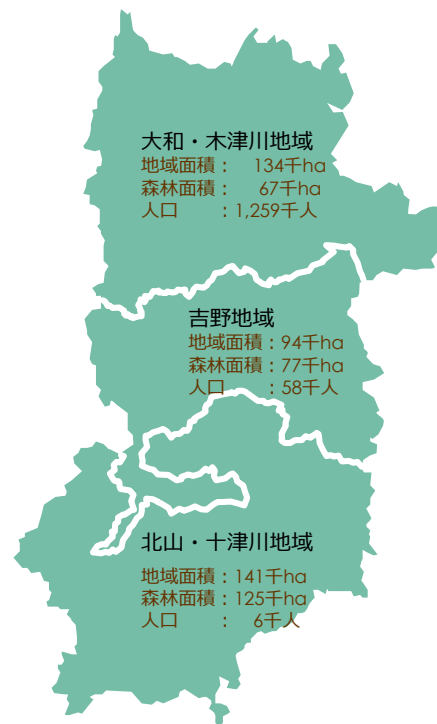 大和・木津川地域
地域面積： 134千ha
森林面積： 67千ha
人口 ：1,259千人
吉野地域
地域面積：94千ha
森林面積：77千ha
人口 ：58千人
北山・十津川地域
地域面積：141千ha
森林面積：125千ha
人口 ： 6千人